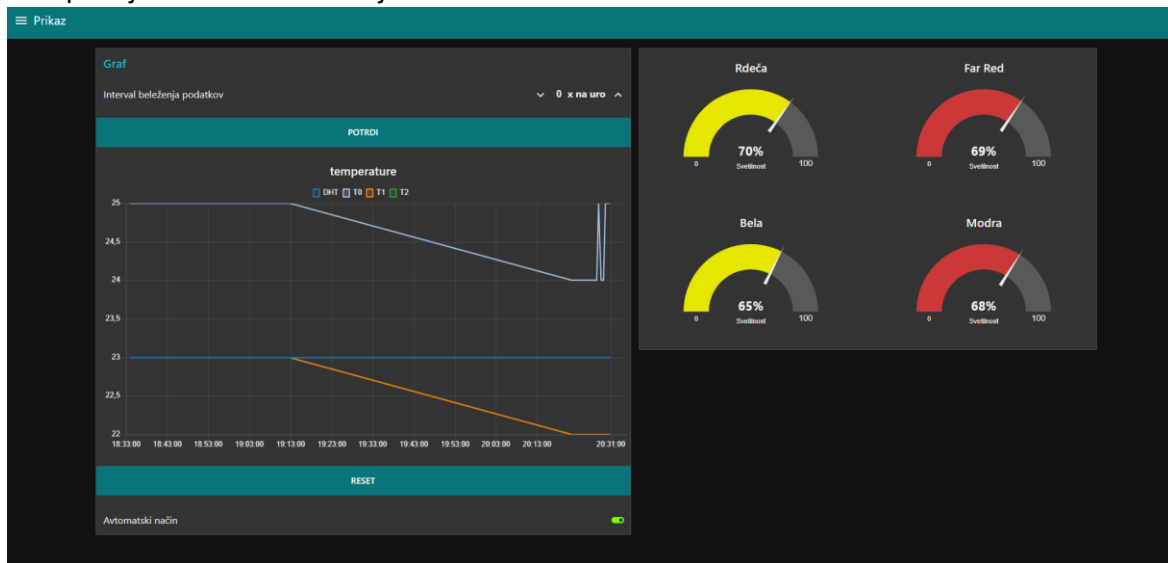 Prikaz
Graf
Interval beleženja podatkov 0 x na uro
POTRDI
temperature
DHT T0 T1 T2
25
24,5
24
23,5
23
22,5
22
18:33:00 18:43:00 18:53:00 19:03:00 19:13:00 19:23:00 19:33:00 19:43:00 19:53:00 20:03:00 20:13:00 20:31:00
RESET
Avtomatski način
Rdeča
70%
0 Svetilnost 100
Far Red
69%
0 Svetilnost 100
Bela
65%
0 Svetilnost 100
Modra
68%
0 Svetilnost 100